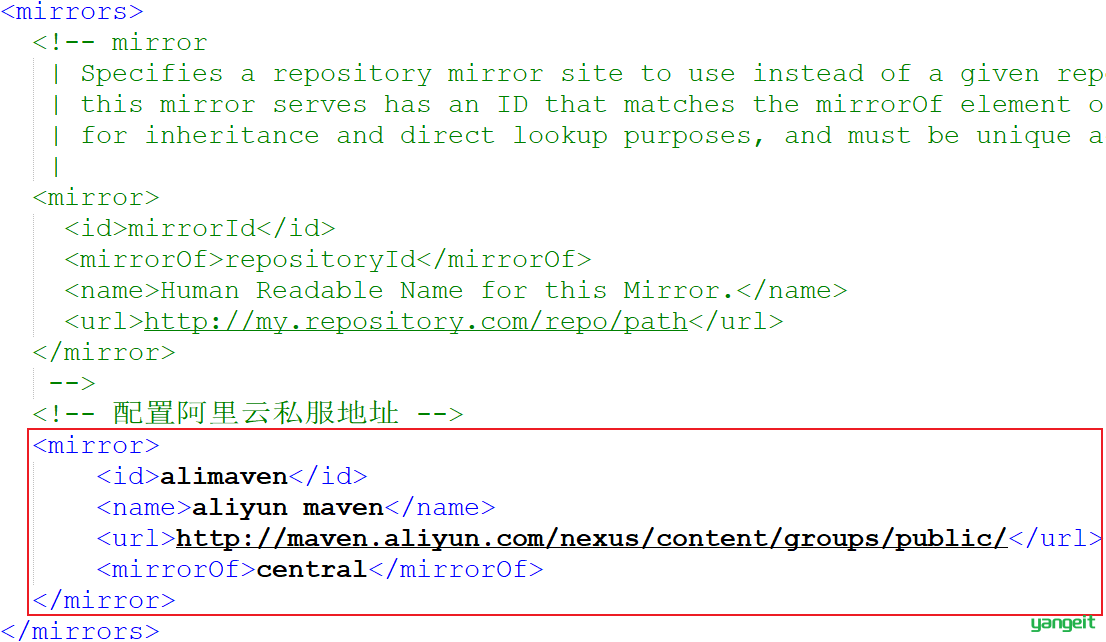 <mirrors>
<!-- mirror
| Specifies a repository mirror site to use instead of a given rep
| this mirror serves has an ID that matches the mirrorOf element o
| for inheritance and direct lookup purposes, and must be unique a
|
<mirror>
<id>mirrorId</id>
<mirrorOf>repositoryId</mirrorOf>
<name>Human Readable Name for this Mirror.</name>
<url>http://my.repository.com/repo/path</url>
</mirror>
-->
<!-- 配置阿里云私服地址 -->
<mirror>
<id>alimaven</id>
<name>aliyun maven</name>
<url>http://maven.aliyun.com/nexus/content/groups/public/</url>
<mirrorOf>central</mirrorOf>
</mirror>
</mirrors>
yangeit